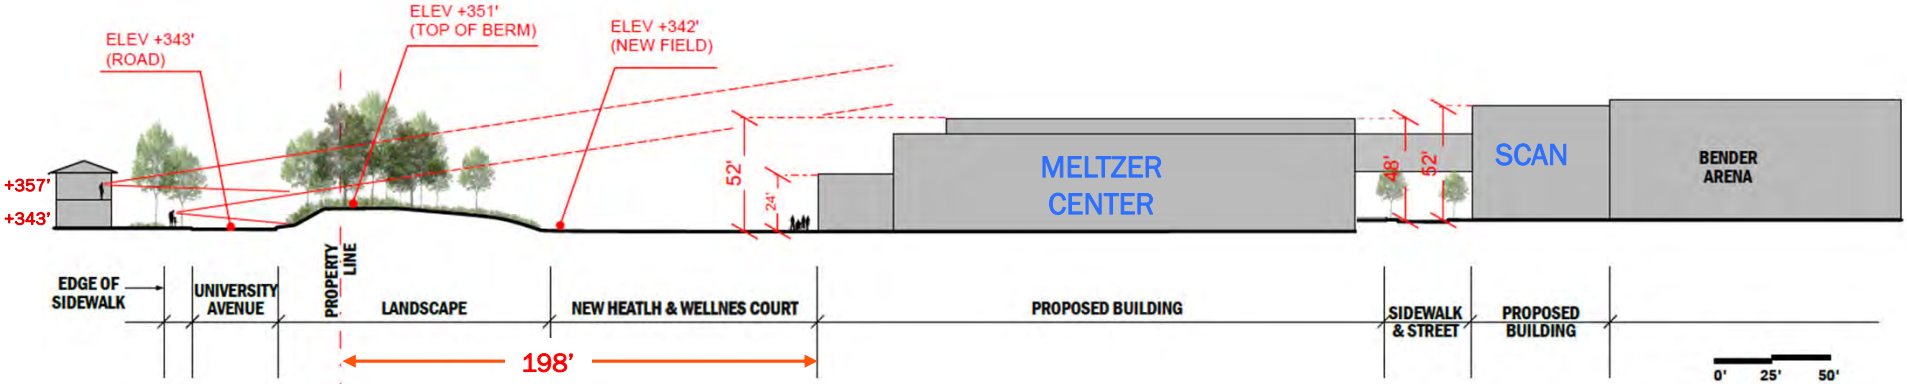 ELEV +343'
(ROAD)
ELEV +351'
(TOP OF BERM)
ELEV +342'
(NEW FIELD)
+357'
+343'
52'
24'
MELTZER
CENTER
48'
52'
SCAN
BENDER
ARENA
EDGE OF
SIDEWALK
UNIVERSITY
AVENUE
PROPERTY
LINE
LANDSCAPE
NEW HEATLH & WELLNES COURT
PROPOSED BUILDING
SIDEWALK
& STREET
PROPOSED
BUILDING
198'
0' 25' 50'